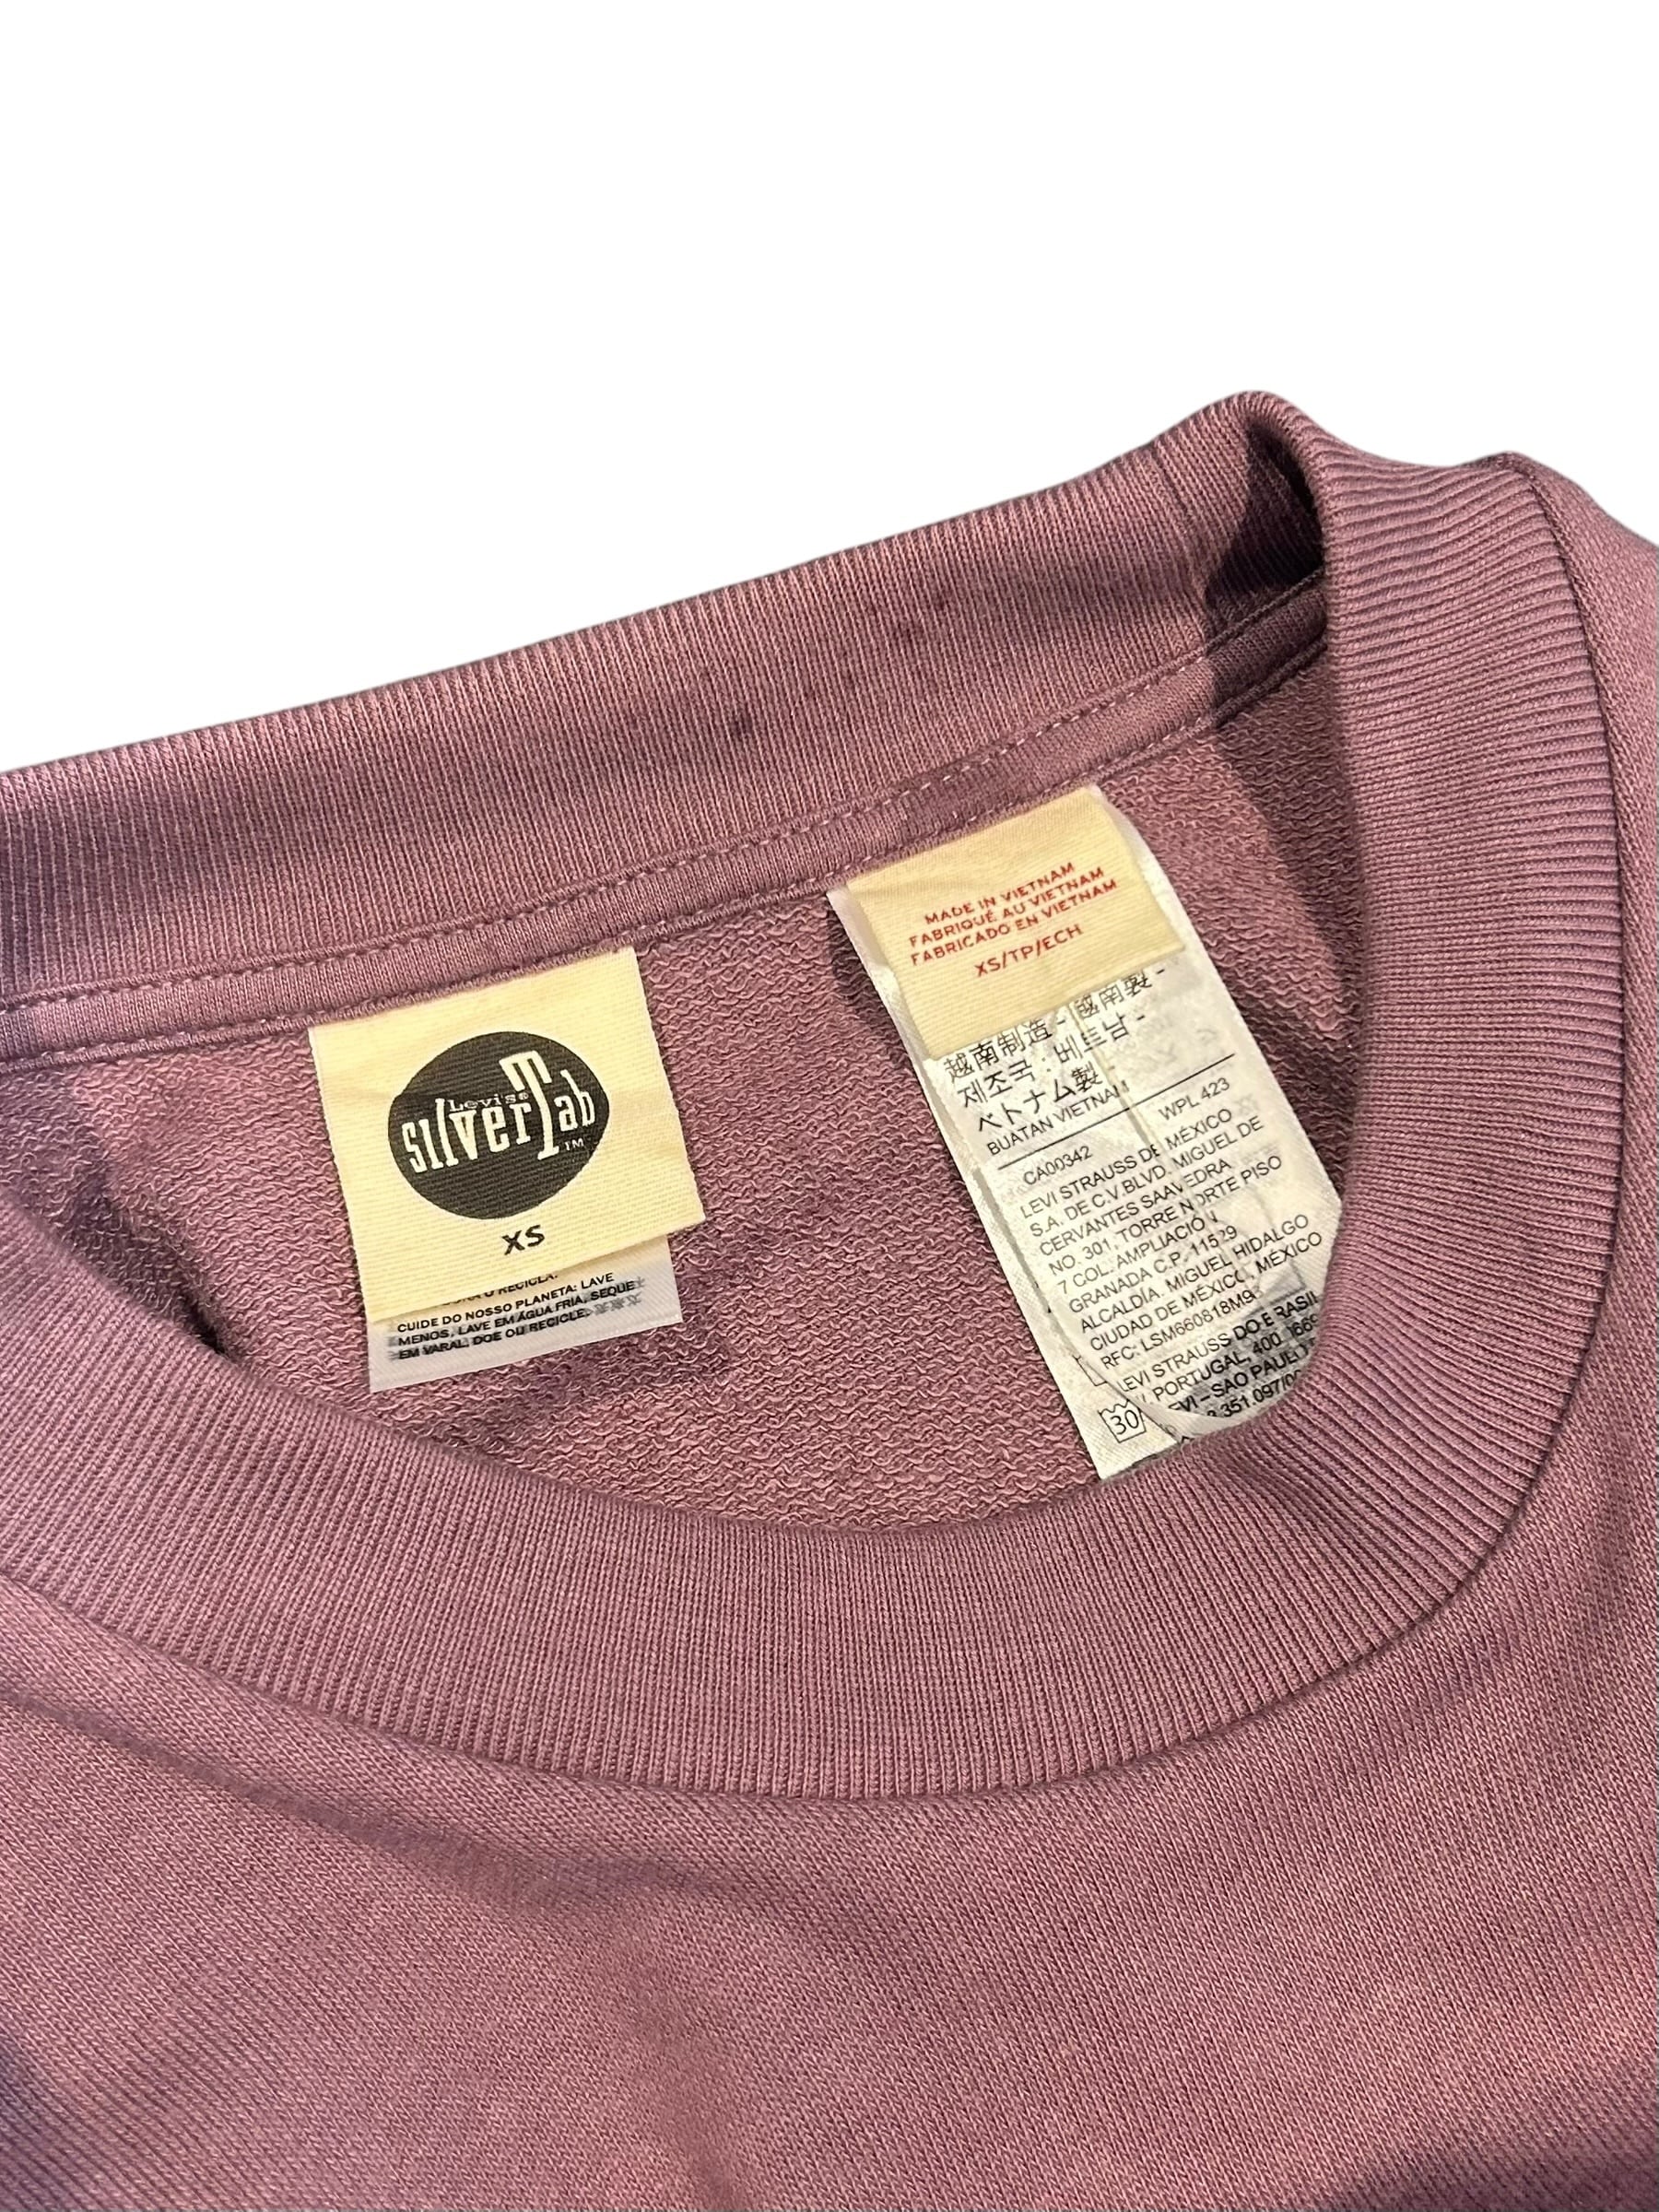 Levi's®
silverTab
TM
XS
CUIDE DO NOSSO PLANETA: LAVE
MENOS, LAVE EM ÁGUA FRIA, SEQUE
EM VARAL, DOE OU RECICLE.
MADE IN VIETNAM
FABRIQUÉ AU VIETNAM
FABRICADO EN VIETNAM
XS/TP/ECH
越南制造 - 越南製 -
제조국 : 베트남 -
ベトナム製
BUATAN VIETNAM
WPL 423
CA00342
LEVI STRAUSS DE MÉXICO
S.A. DE C.V. BLVD. MIGUEL DE
CERVANTES SAAVEDRA
NO. 301, TORRE NORTE PISO
7 COL. AMPLIACIÓN
GRANADA C.P. 11529
ALCALDÍA. MIGUEL HIDALGO
CIUDAD DE MÉXICO, MÉXICO
RFC: LSM660818M9
LEVI STRAUSS DO
PORTUGAL, 400
30